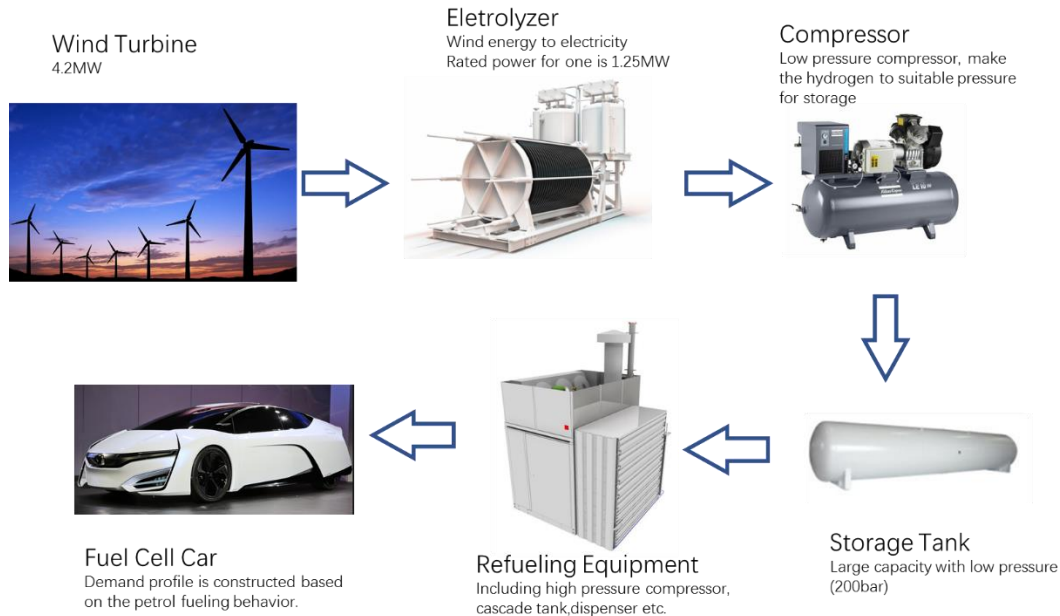 Wind Turbine
4.2MW
Eletrolyzer
Wind energy to electricity
Rated power for one is 1.25MW
Compressor
Low pressure compressor, make
the hydrogen to suitable pressure
for storage
Fuel Cell Car
Demand profile is constructed based
on the petrol fueling behavior.
Refueling Equipment
Including high pressure compressor,
cascade tank,dispenser etc.
Storage Tank
Large capacity with low pressure
(200bar)